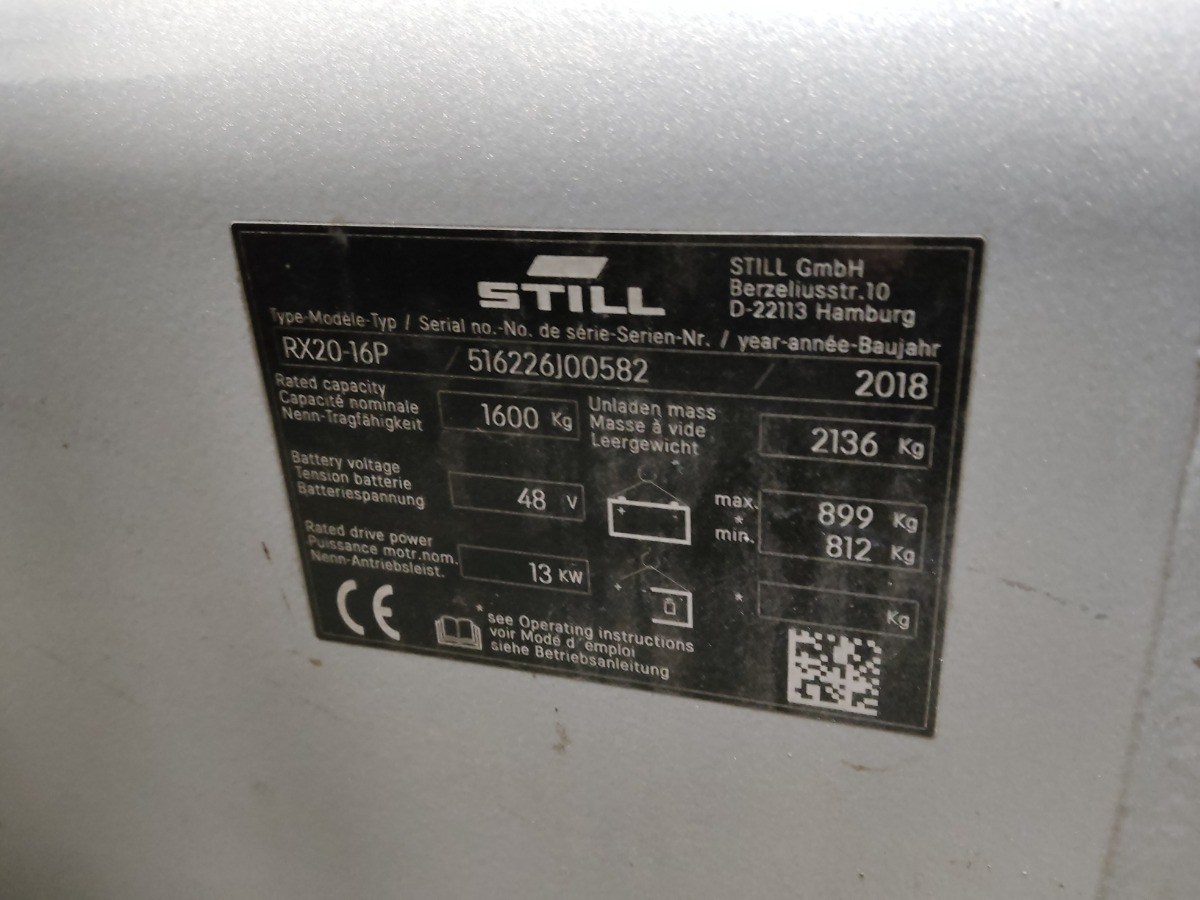 STILL
STILL GmbH
Berzeliusstr.10
D-22113 Hamburg
Type-Modèle-Typ / Serial no.-No. de série-Serien-Nr. / year-année-Baujahr
RX20-16P / 516226J00582 / 2018
Rated capacity
Capacité nominale
Nenn-Tragfähigkeit
1600 Kg
Unladen mass
Masse à vide
Leergewicht
2136 Kg
Battery voltage
Tension batterie
Batteriespannung
48 V
max.
*
min.
899 Kg
812 Kg
Rated drive power
Puissance motr.nom.
Nenn-Antriebsleist.
13 KW
*
*
Kg
CE
* see Operating instructions
voir Mode d´emploi
siehe Betriebsanleitung